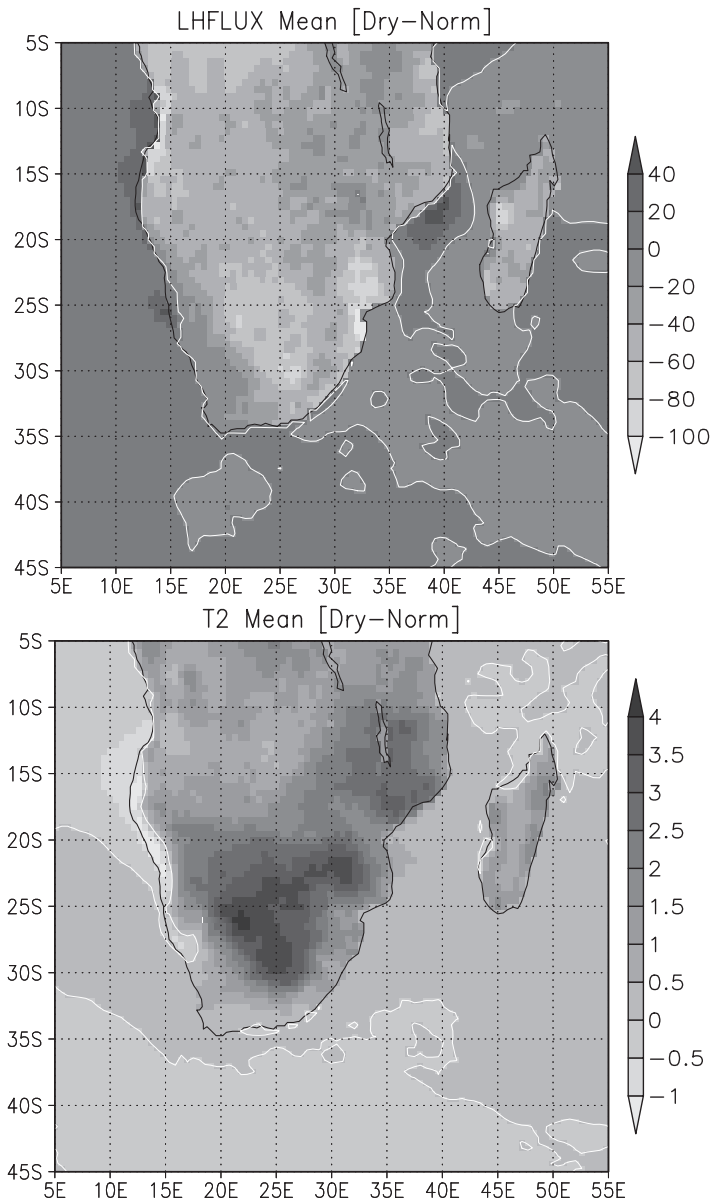 LHFLUX Mean [Dry-Norm]
5S
10S
15S
20S
25S
30S
35S
40S
45S
5E 10E 15E 20E 25E 30E 35E 40E 45E 50E 55E
40
20
0
-20
-40
-60
-80
-100
T2 Mean [Dry-Norm]
5S
10S
15S
20S
25S
30S
35S
40S
45S
5E 10E 15E 20E 25E 30E 35E 40E 45E 50E 55E
4
3.5
3
2.5
2
1.5
1
0.5
0
-0.5
-1